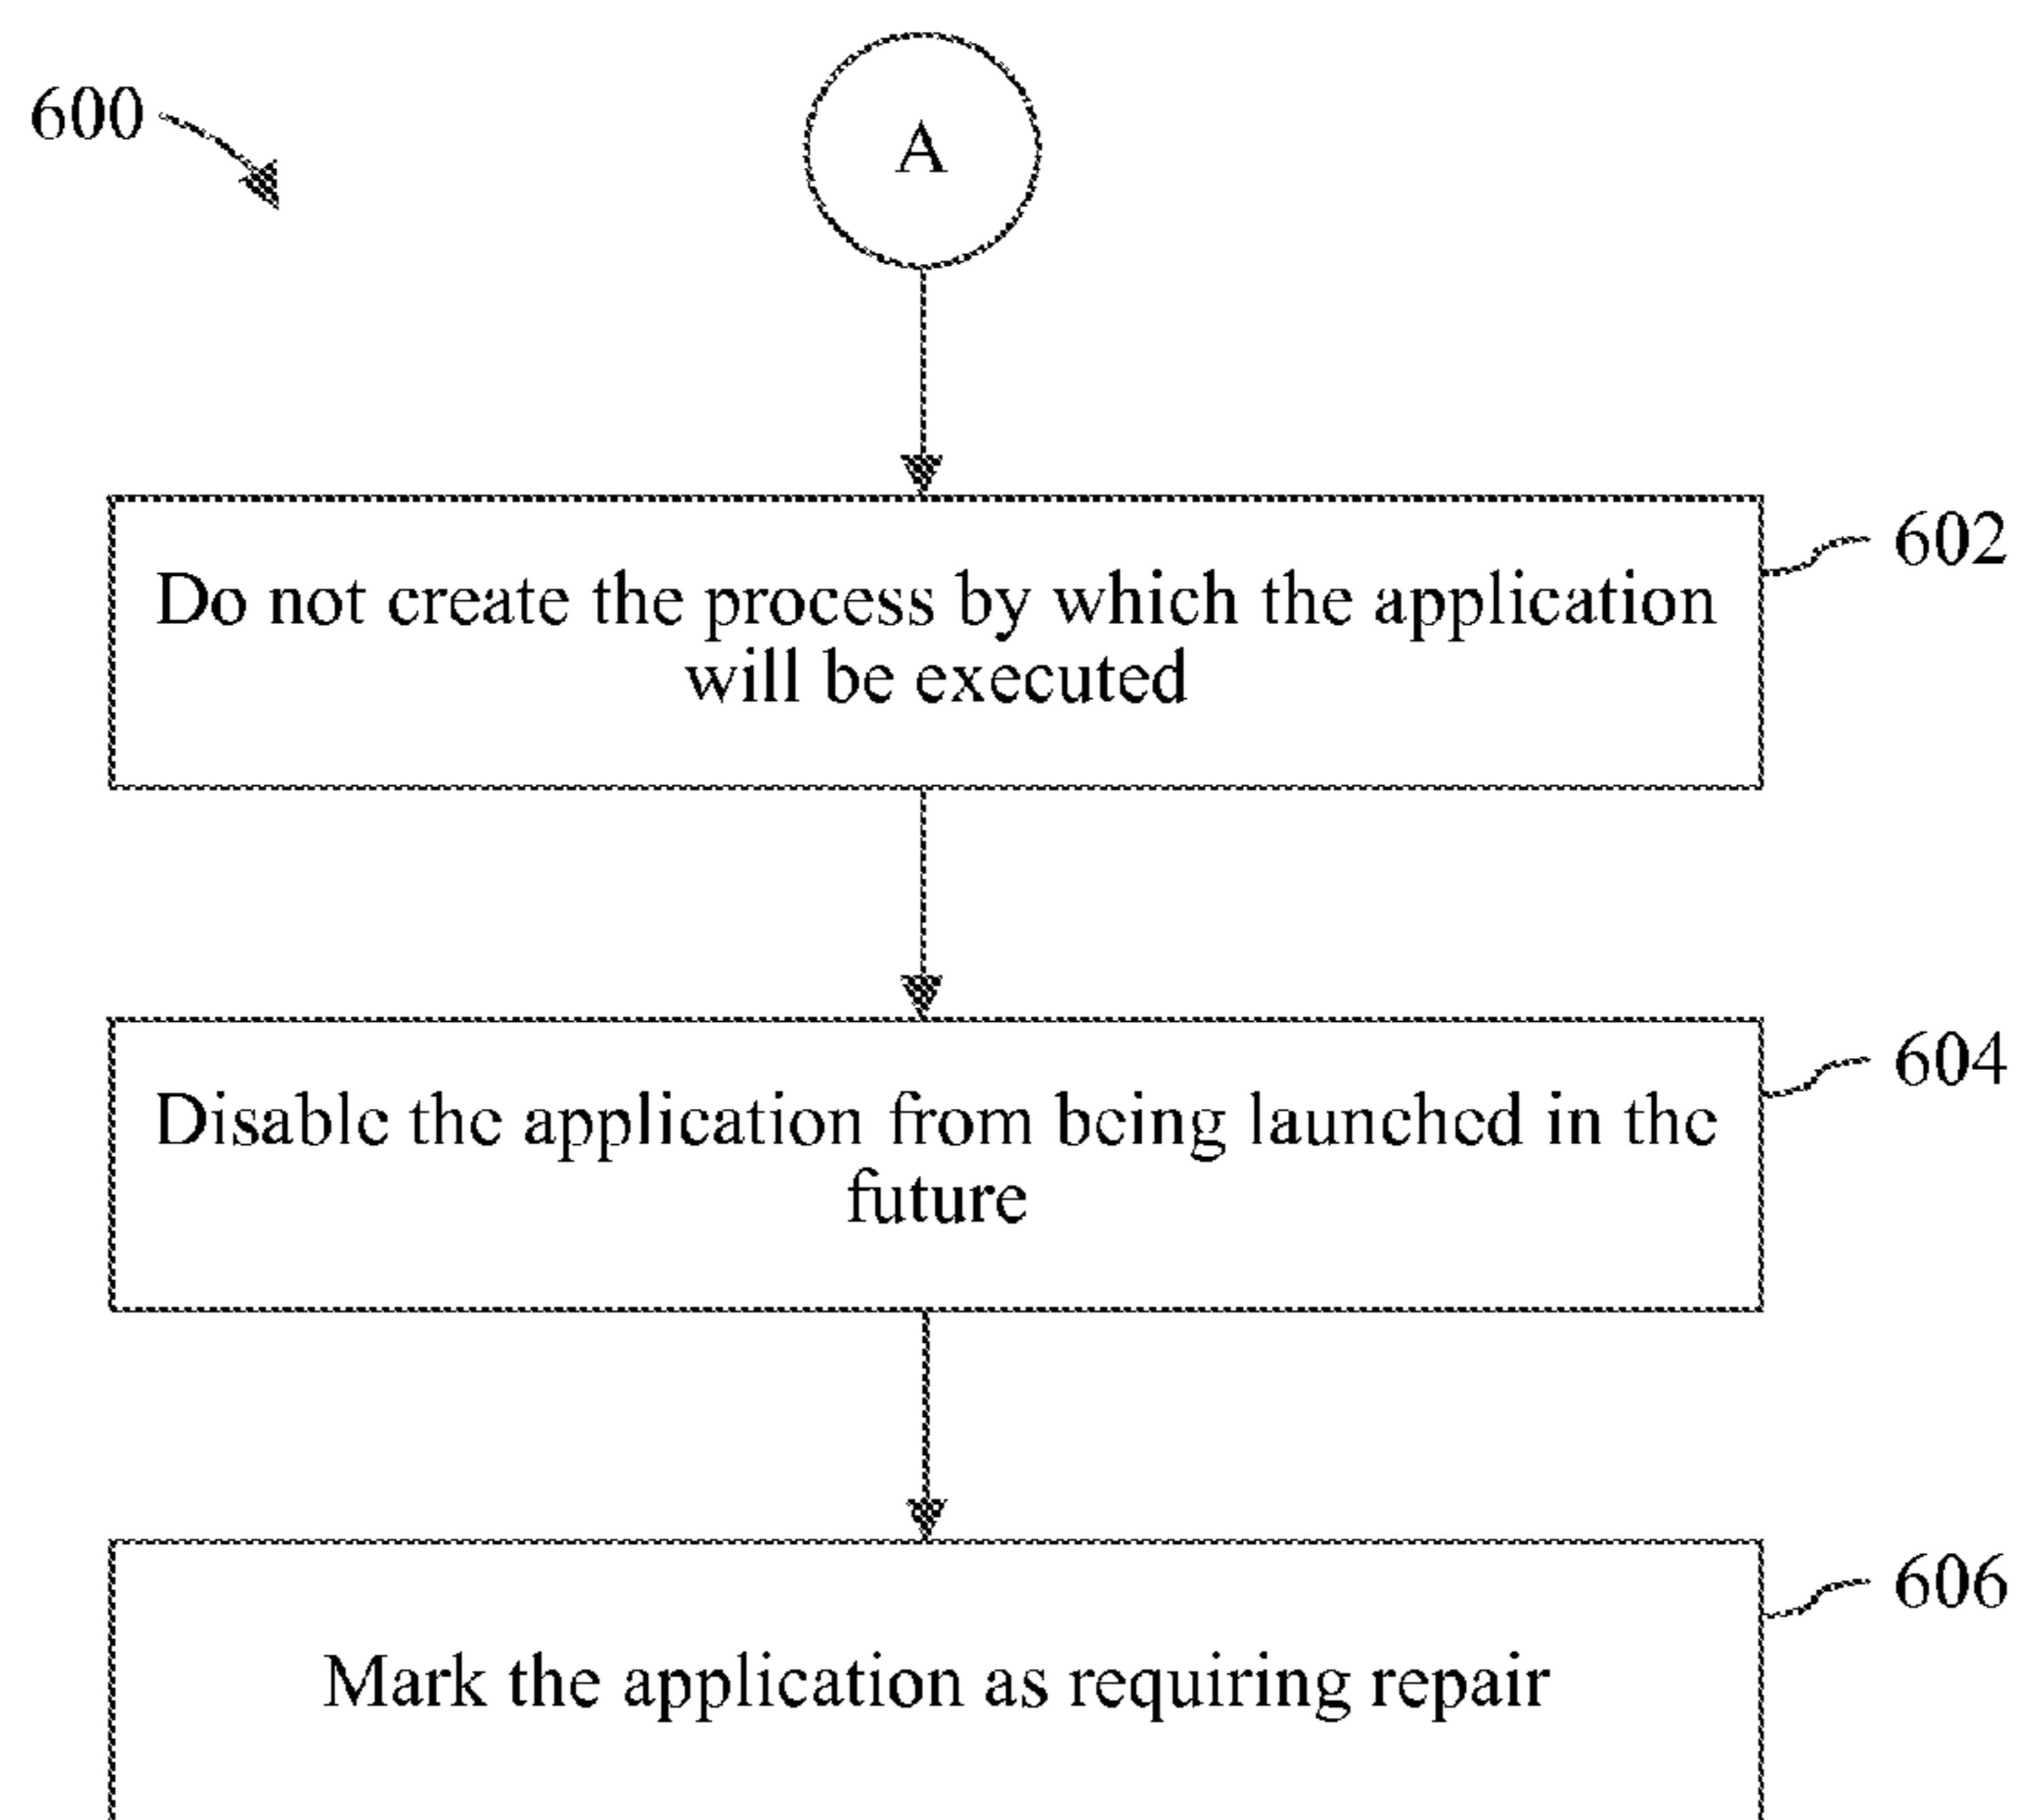 600
A
602
Do not create the process by which the application
will be executed
604
Disable the application from being launched in the
future
606
Mark the application as requiring repair